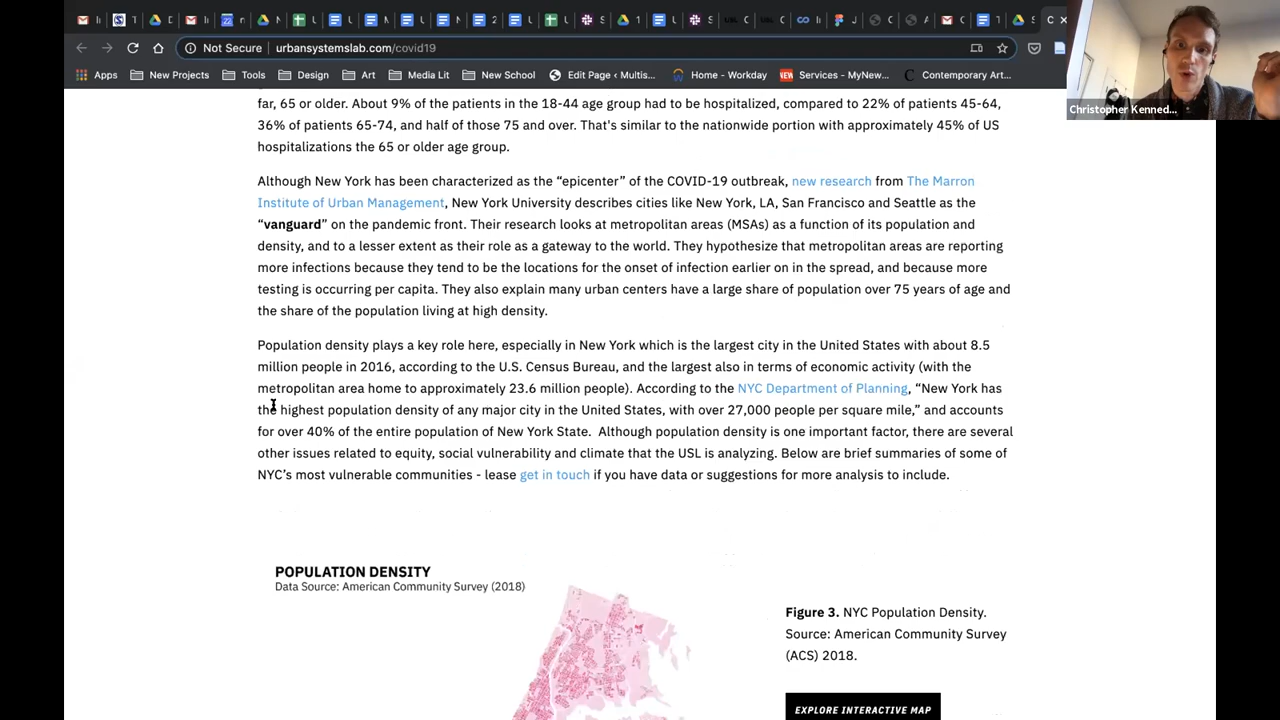 Not Secure | urbansystemslab.com/covid19
Apps New Projects Tools Design Art Media Lit New School Edit Page ‹ Multis... Home - Workday NEW Services - MyNew... Contemporary Art...
Christopher Kenned...
far, 65 or older. About 9% of the patients in the 18-44 age group had to be hospitalized, compared to 22% of patients 45-64,
36% of patients 65-74, and half of those 75 and over. That's similar to the nationwide portion with approximately 45% of US
hospitalizations the 65 or older age group.
Although New York has been characterized as the “epicenter” of the COVID-19 outbreak, new research from The Marron
Institute of Urban Management, New York University describes cities like New York, LA, San Francisco and Seattle as the
“vanguard” on the pandemic front. Their research looks at metropolitan areas (MSAs) as a function of its population and
density, and to a lesser extent as their role as a gateway to the world. They hypothesize that metropolitan areas are reporting
more infections because they tend to be the locations for the onset of infection earlier on in the spread, and because more
testing is occurring per capita. They also explain many urban centers have a large share of population over 75 years of age and
the share of the population living at high density.
Population density plays a key role here, especially in New York which is the largest city in the United States with about 8.5
million people in 2016, according to the U.S. Census Bureau, and the largest also in terms of economic activity (with the
metropolitan area home to approximately 23.6 million people). According to the NYC Department of Planning, “New York has
the highest population density of any major city in the United States, with over 27,000 people per square mile,” and accounts
for over 40% of the entire population of New York State. Although population density is one important factor, there are several
other issues related to equity, social vulnerability and climate that the USL is analyzing. Below are brief summaries of some of
NYC’s most vulnerable communities - lease get in touch if you have data or suggestions for more analysis to include.
POPULATION DENSITY
Data Source: American Community Survey (2018)
Figure 3. NYC Population Density.
Source: American Community Survey
(ACS) 2018.
EXPLORE INTERACTIVE MAP